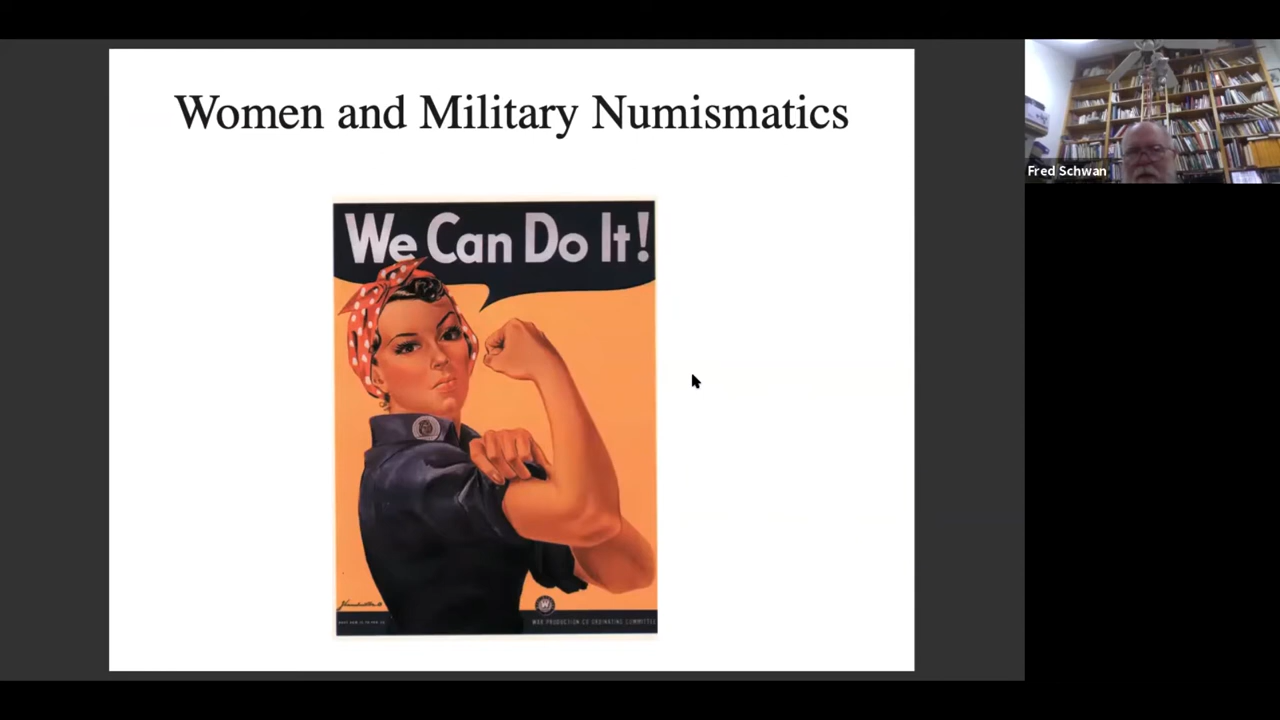 Women and Military Numismatics
We Can Do It!
Fred Schwan
W
WAR PRODUCTION CO-ORDINATING COMMITTEE